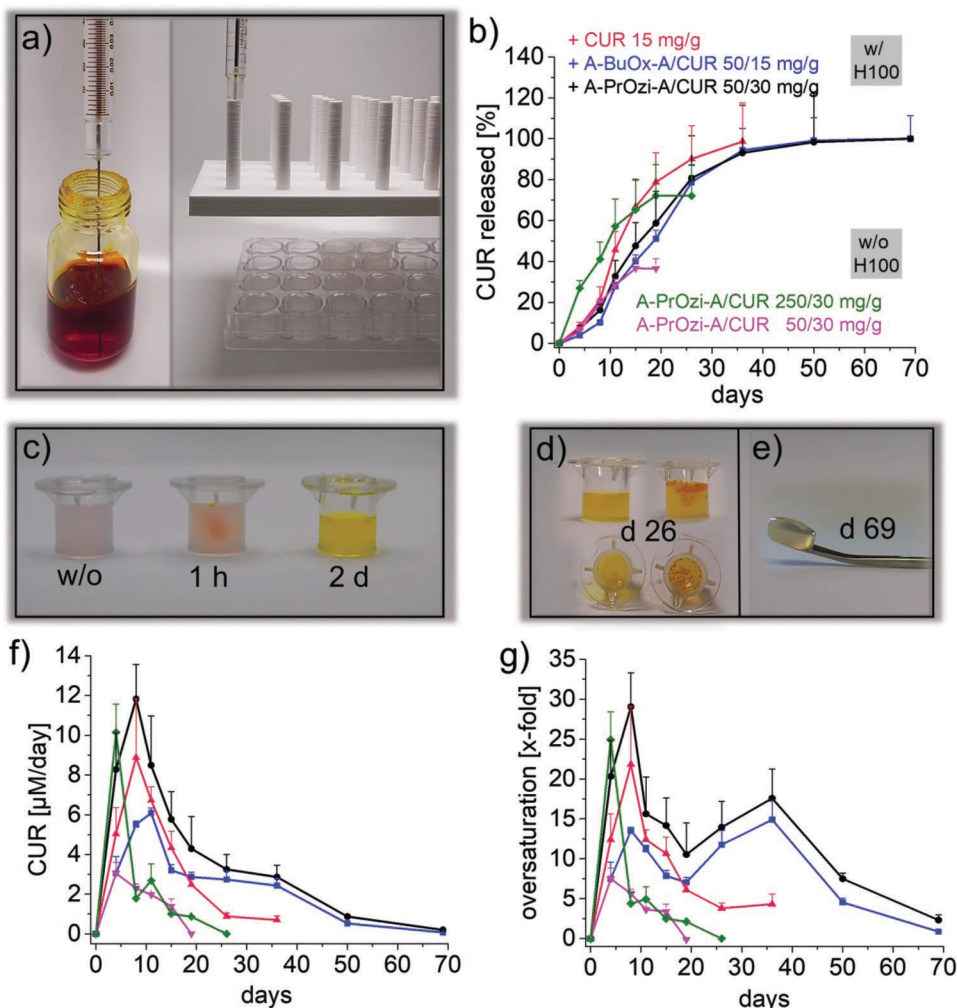 a)
b)
+ CUR 15 mg/g
+ A-BuOx-A/CUR 50/15 mg/g
+ A-PrOzi-A/CUR 50/30 mg/g
w/
H100
w/o
H100
A-PrOzi-A/CUR 250/30 mg/g
A-PrOzi-A/CUR 50/30 mg/g
CUR released [%]
140
120
100
80
60
40
20
0
0 10 20 30 40 50 60 70
days
c)
w/o 1 h 2 d
d)
d 26
e)
d 69
f)
CUR [µM/day]
14
12
10
8
6
4
2
0
0 10 20 30 40 50 60 70
days
g)
oversaturation [x-fold]
35
30
25
20
15
10
5
0
0 10 20 30 40 50 60 70
days